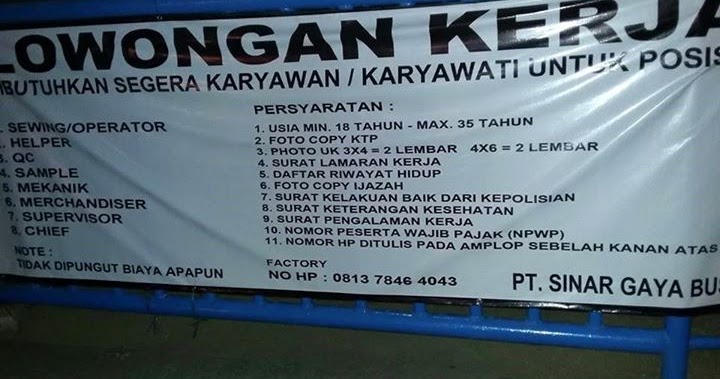 LOWONGAN KERJA
IBUTUHKAN SEGERA KARYAWAN / KARYAWATI UNTUK POSIS
. SEWING/OPERATOR
2. HELPER
3. QC
4. SAMPLE
5. MEKANIK
6. MERCHANDISER
7. SUPERVISOR
8. CHIEF
NOTE :
TIDAK DIPUNGUT BIAYA APAPUN
PERSYARATAN :
1. USIA MIN. 18 TAHUN - MAX. 35 TAHUN
2. FOTO COPY KTP
3. PHOTO UK 3X4 = 2 LEMBAR 4X6 = 2 LEMBAR
4. SURAT LAMARAN KERJA
5. DAFTAR RIWAYAT HIDUP
6. FOTO COPY IJAZAH
7. SURAT KELAKUAN BAIK DARI KEPOLISIAN
8. SURAT KETERANGAN KESEHATAN
9. SURAT PENGALAMAN KERJA
10. NOMOR PESERTA WAJIB PAJAK (NPWP)
11. NOMOR HP DITULIS PADA AMPLOP SEBELAH KANAN ATAS
FACTORY
NO HP : 0813 7846 4043
PT. SINAR GAYA BUS